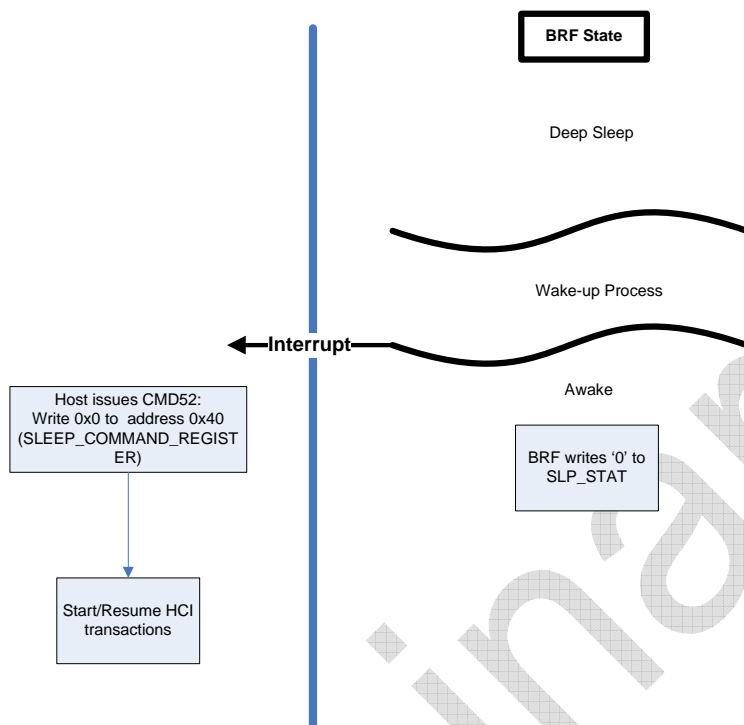 BRF State
Deep Sleep
Wake-up Process
Interrupt
Awake
Host issues CMD52:
Write 0x0 to address 0x40
(SLEEP_COMMAND_REGIST
ER)
BRF writes ‘0’ to
SLP_STAT
Start/Resume HCI
transactions